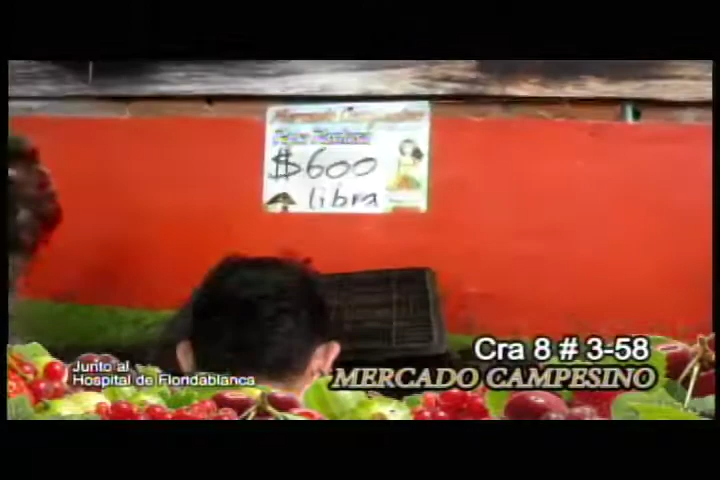 $600
libra
Cra 8 # 3-58
Junto al
Hospital de Floridablanca
MERCADO CAMPESINO